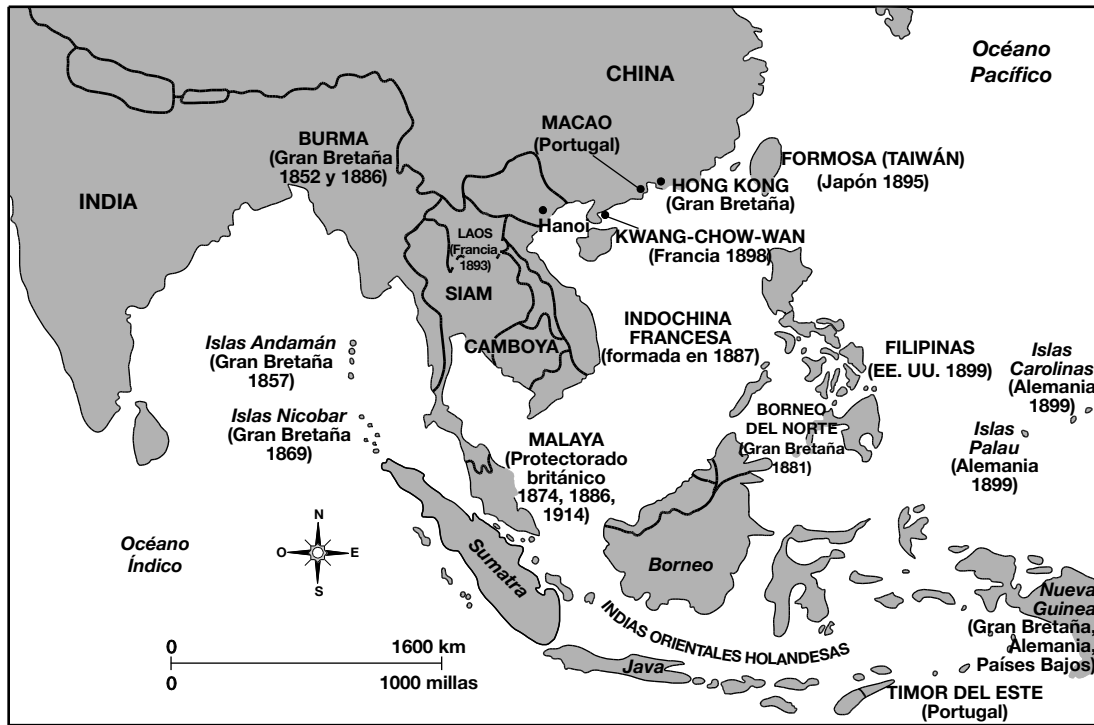 Océano
Pacífico
CHINA
MACAO
(Portugal)
BURMA
(Gran Bretaña
1852 y 1886)
FORMOSA (TAIWÁN)
(Japón 1895)
INDIA
HONG KONG
(Gran Bretaña)
Hanoi
KWANG-CHOW-WAN
(Francia 1898)
LAOS
(Francia
1893)
SIAM
INDOCHINA
FRANCESA
(formada en 1887)
CAMBOYA
Islas Andamán
(Gran Bretaña
1857)
FILIPINAS
(EE. UU. 1899)
Islas
Carolinas
(Alemania
1899)
Islas Nicobar
(Gran Bretaña
1869)
BORNEO
DEL NORTE
(Gran Bretaña
1881)
Islas
Palau
(Alemania
1899)
MALAYA
(Protectorado
británico
1874, 1886,
1914)
N
O E
S
Océano
Índico
Sumatra
Borneo
Nueva
Guinea
(Gran Bretaña,
Alemania,
Países Bajos)
INDIAS ORIENTALES HOLANDESAS
Java
0 1600 km
0 1000 millas
TIMOR DEL ESTE
(Portugal)